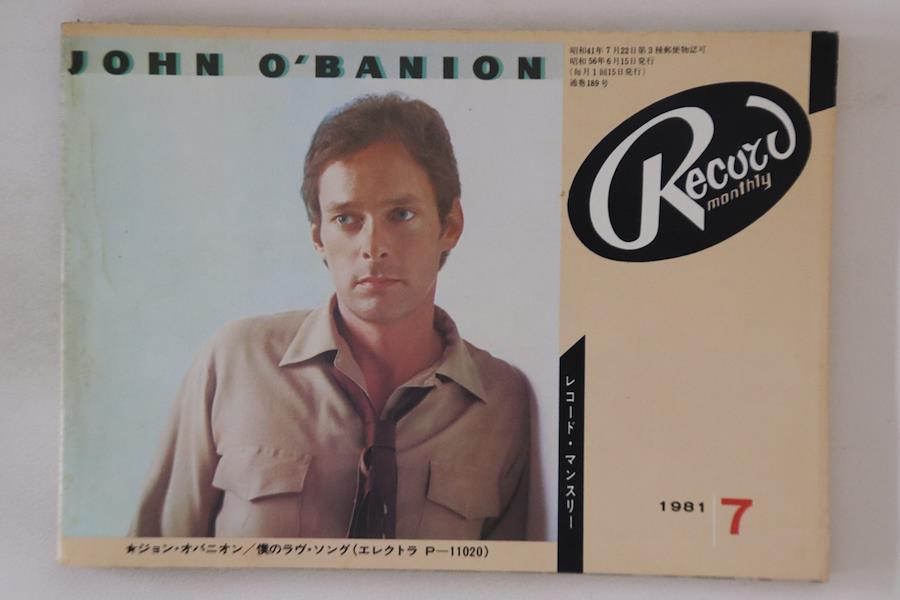 JOHN O'BANION
昭和41年7月22日第3種郵便物認可
昭和56年6月15日発行
(毎月1回15日発行)
通巻189号
Record
monthly
レコード・マンスリー
1981 7
★ジョン・オバニオン/僕のラヴ・ソング(エレクトラ P—11020)